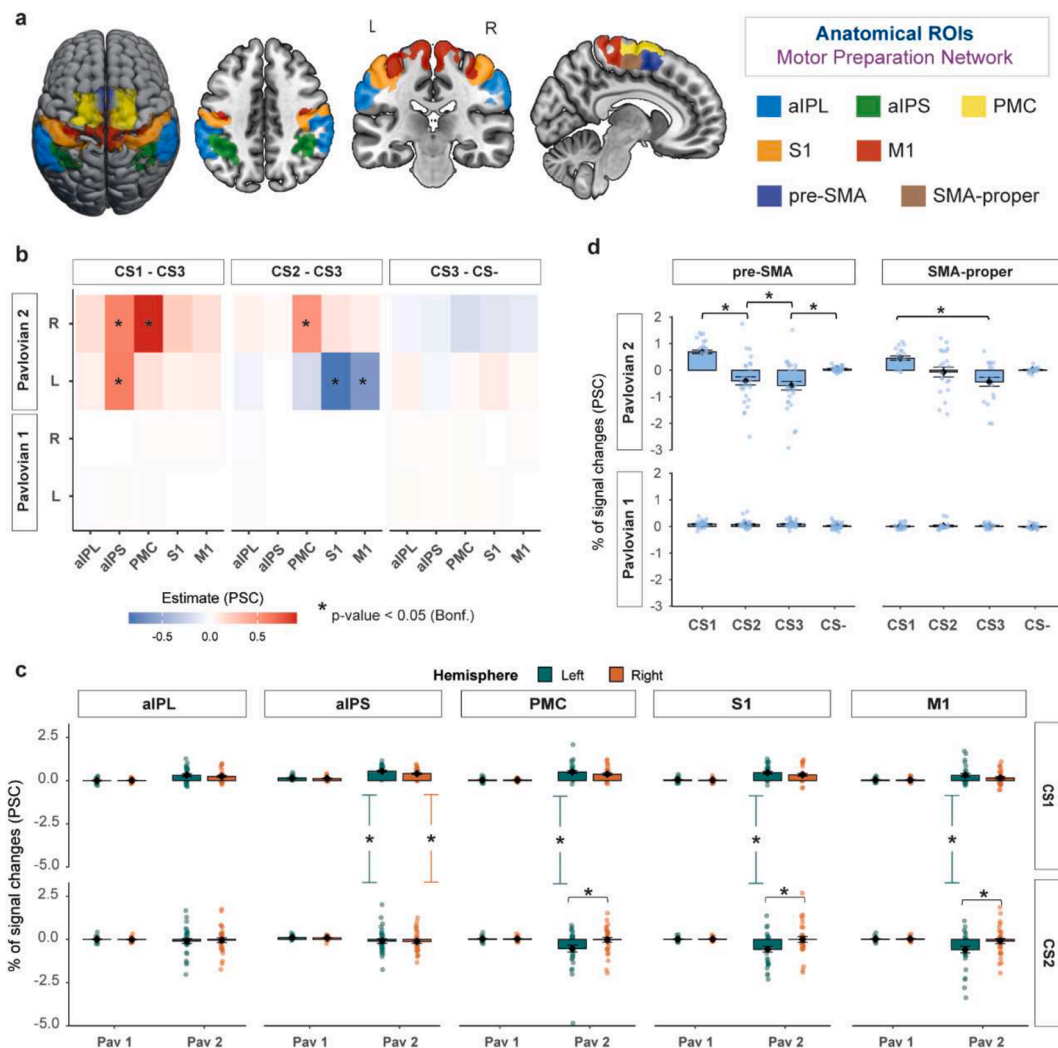 a
L
R
Anatomical ROIs
Motor Preparation Network
aIPL
aIPS
PMC
S1
M1
pre-SMA
SMA-proper
b
CS1 - CS3
CS2 - CS3
CS3 - CS-
Pavlovian 2
R
*
*
*
L
*
*
*
Pavlovian 1
R
L
aIPL
aIPS
PMC
S1
M1
aIPL
aIPS
PMC
S1
M1
aIPL
aIPS
PMC
S1
M1
Estimate (PSC)
-0.5
0.0
0.5
* p-value < 0.05 (Bonf.)
d
pre-SMA
SMA-proper
% of signal changes (PSC)
Pavlovian 2
2
1
0
-1
-2
-3
*
*
*
*
Pavlovian 1
2
1
0
-1
-2
-3
CS1
CS2
CS3
CS-
CS1
CS2
CS3
CS-
c
Hemisphere
Left
Right
aIPL
aIPS
PMC
S1
M1
% of signal changes (PSC)
2.5
0.0
-2.5
-5.0
CS1
*
*
*
*
*
2.5
0.0
-2.5
-5.0
CS2
*
*
*
Pav 1
Pav 2
Pav 1
Pav 2
Pav 1
Pav 2
Pav 1
Pav 2
Pav 1
Pav 2